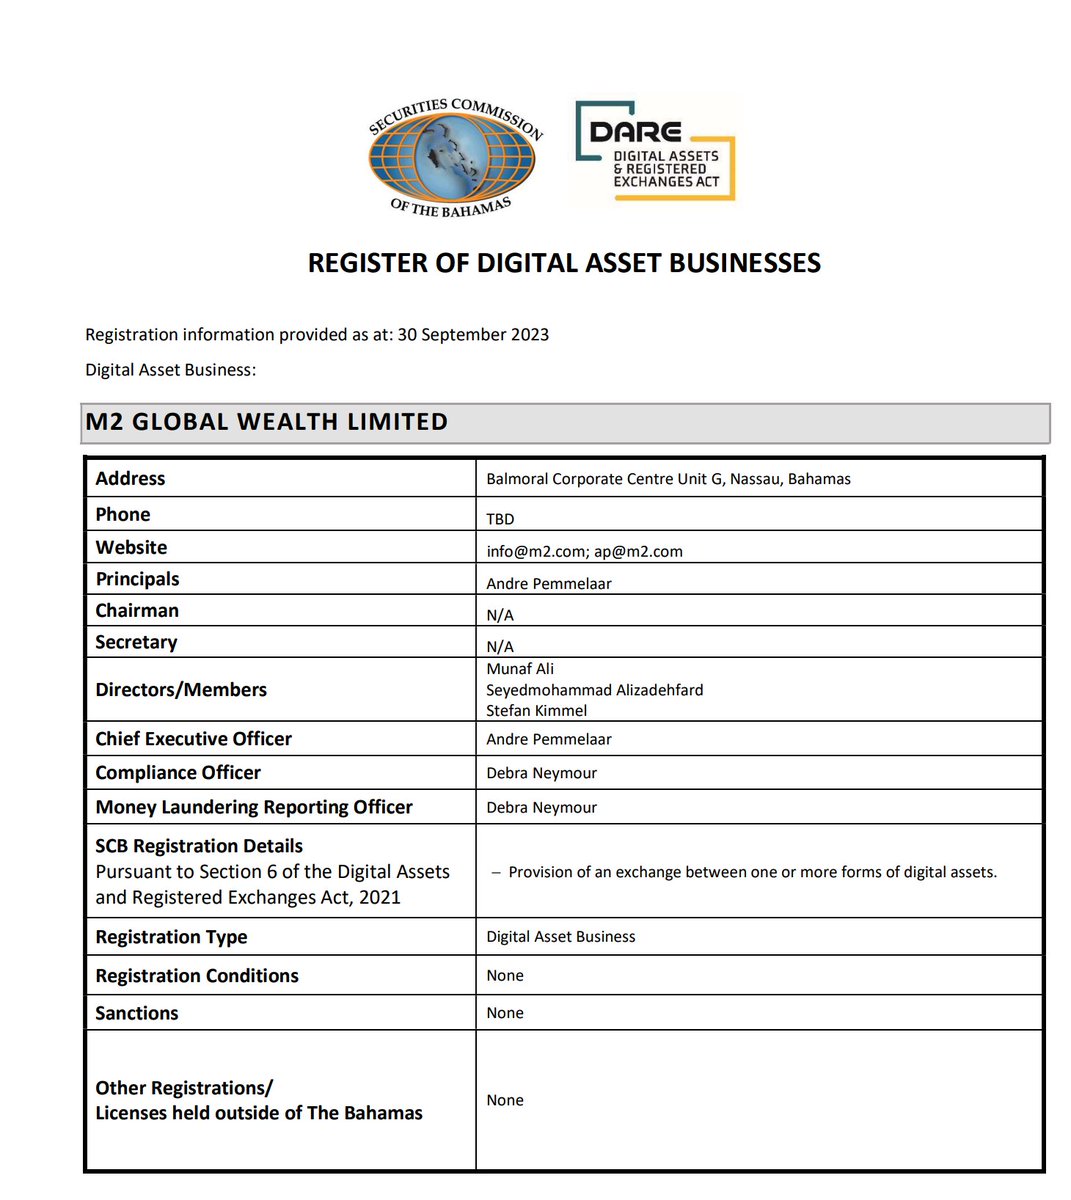 SECURITIES COMMISSION
OF THE BAHAMAS
DARE
DIGITAL ASSETS
& REGISTERED
EXCHANGES ACT
REGISTER OF DIGITAL ASSET BUSINESSES
Registration information provided as at: 30 September 2023
Digital Asset Business:
M2 GLOBAL WEALTH LIMITED
Address Balmoral Corporate Centre Unit G, Nassau, Bahamas
Phone TBD
Website info@m2.com; ap@m2.com
Principals Andre Pemmelaar
Chairman N/A
Secretary N/A
Directors/Members
Munaf Ali
Seyedmohammad Alizadehfard
Stefan Kimmel
Chief Executive Officer Andre Pemmelaar
Compliance Officer Debra Neymour
Money Laundering Reporting Officer Debra Neymour
SCB Registration Details
Pursuant to Section 6 of the Digital Assets
and Registered Exchanges Act, 2021
– Provision of an exchange between one or more forms of digital assets.
Registration Type Digital Asset Business
Registration Conditions None
Sanctions None
Other Registrations/
Licenses held outside of The Bahamas
None